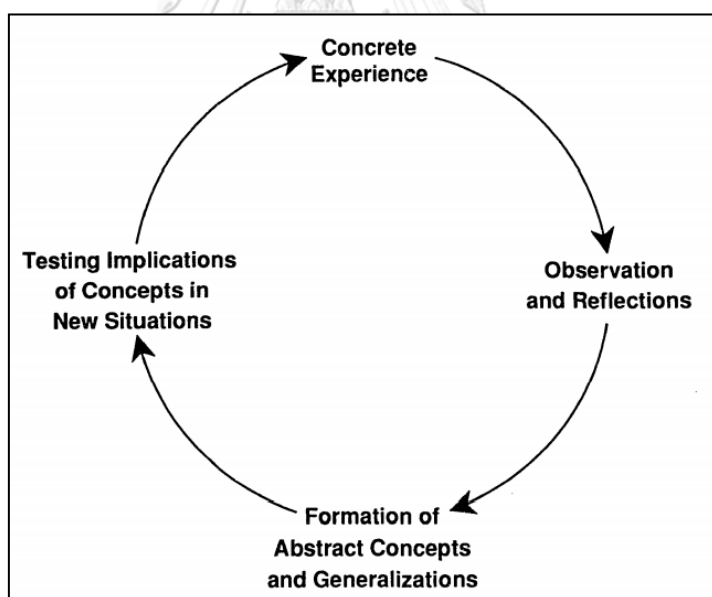 Concrete
Experience
Observation
and Reflections
Formation of
Abstract Concepts
and Generalizations
Testing Implications
of Concepts in
New Situations